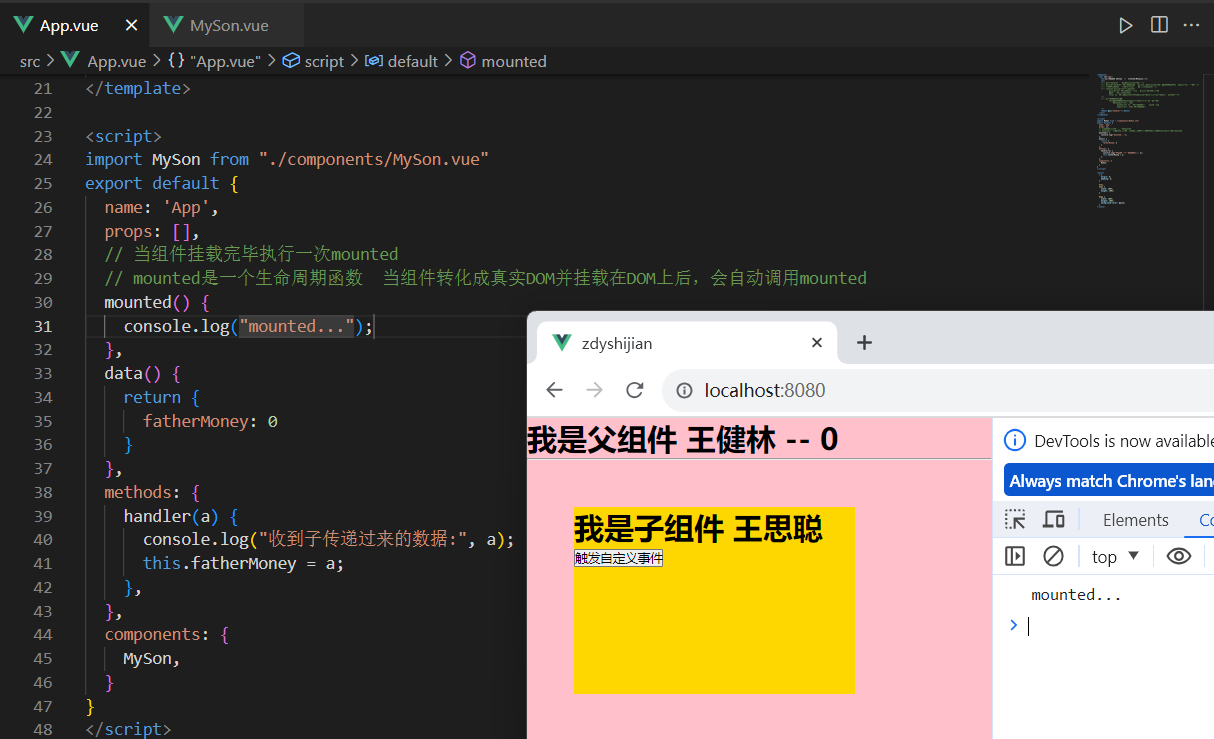 App.vue
MySon.vue
src > App.vue > {} "App.vue" > script > default > mounted
21 </template>
22
23 <script>
24 import MySon from "./components/MySon.vue"
25 export default {
26 name: 'App',
27 props: [],
28 // 当组件挂载完毕执行一次mounted
29 // mounted是一个生命周期函数 当组件转化成真实DOM并挂载在DOM上后，会自动调用mounted
30 mounted() {
31 console.log("mounted...");
32 },
33 data() {
34 return {
35 fatherMoney: 0
36 }
37 },
38 methods: {
39 handler(a) {
40 console.log("收到子传递过来的数据:", a);
41 this.fatherMoney = a;
42 },
43 },
44 components: {
45 MySon,
46 }
47 }
48 </script>
zdyshijian
localhost:8080
我是父组件 王健林 -- 0
我是子组件 王思聪
触发自定义事件
DevTools is now available
Always match Chrome's lan
Elements Co
top
mounted...